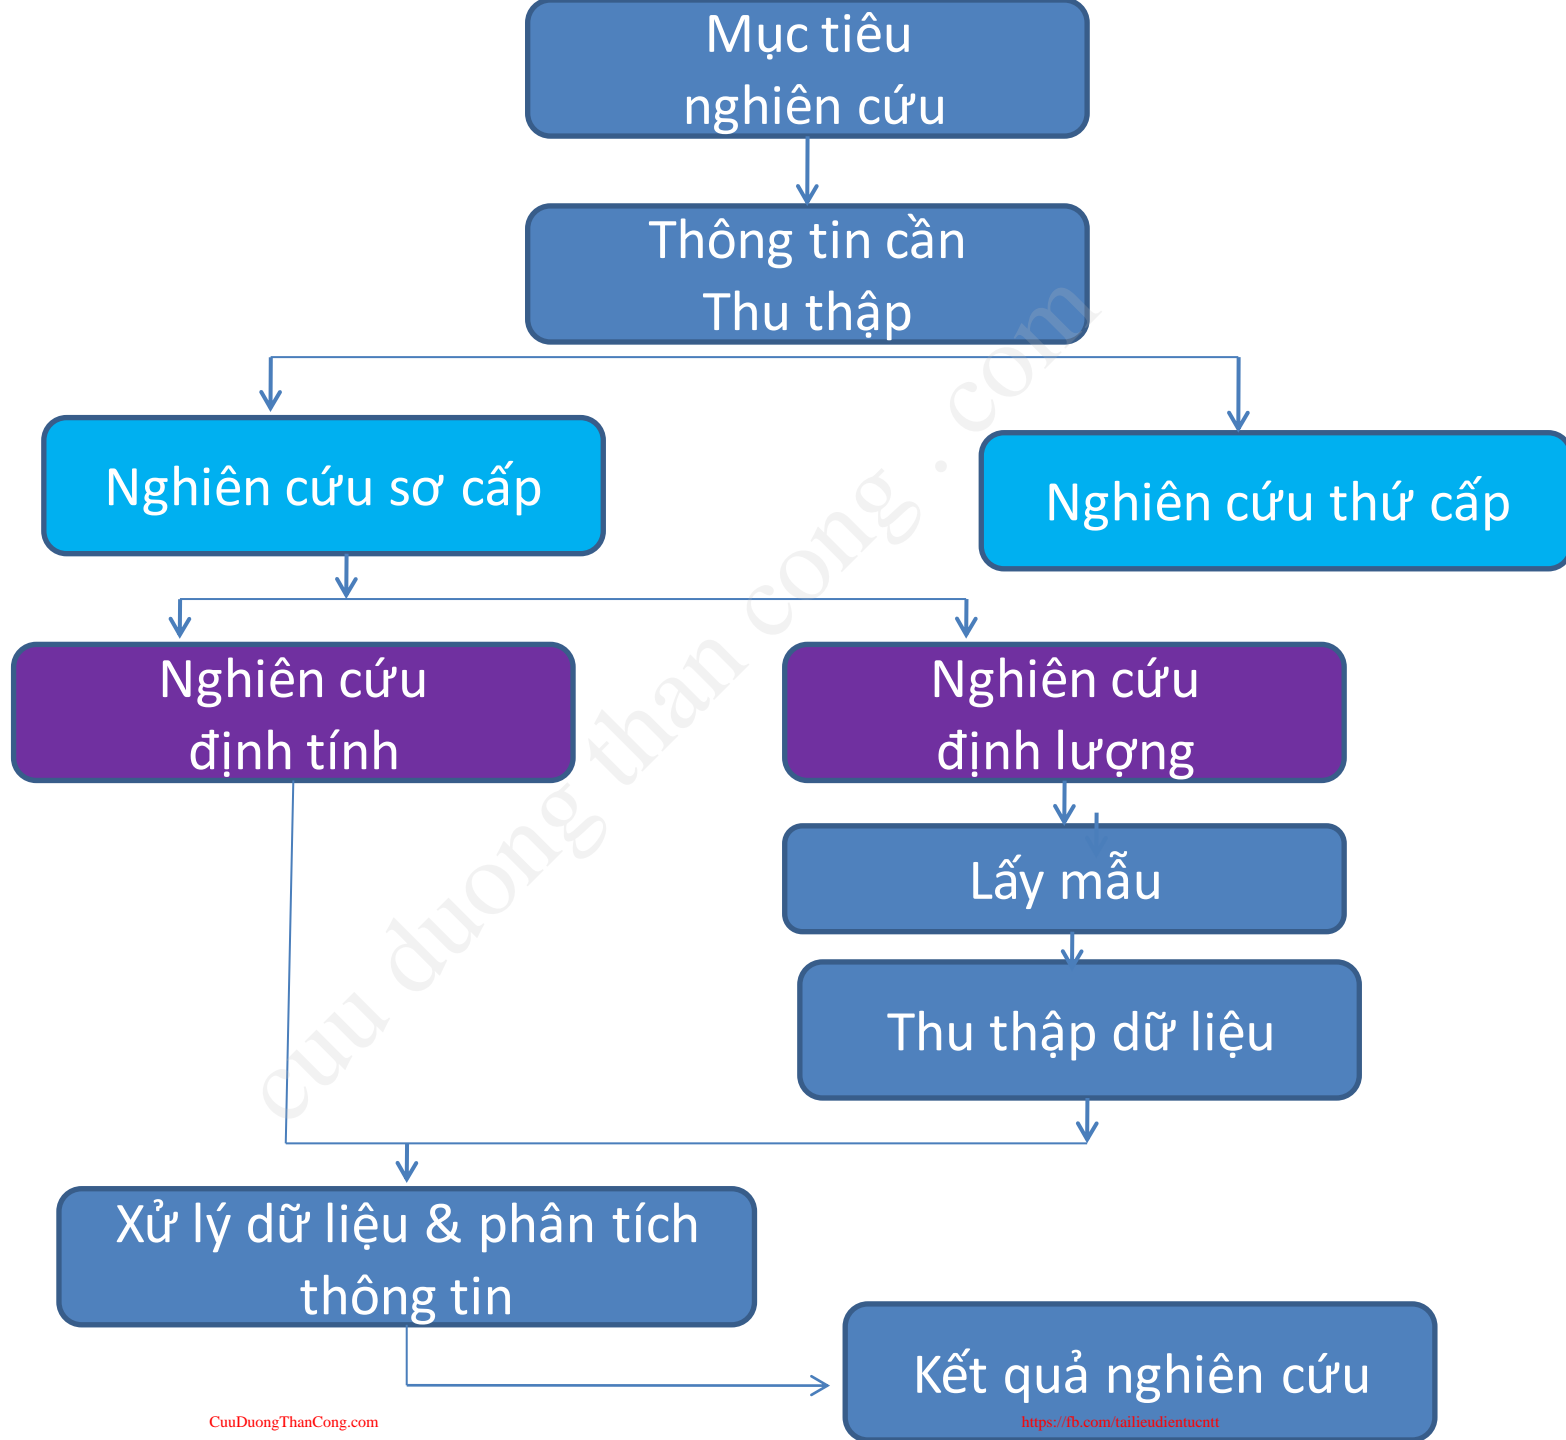 Mục tiêu
nghiên cứu
Thông tin cần
Thu thập
Nghiên cứu sơ cấp
Nghiên cứu thứ cấp
Nghiên cứu
định tính
Nghiên cứu
định lượng
Lấy mẫu
Thu thập dữ liệu
Xử lý dữ liệu & phân tích
thông tin
Kết quả nghiên cứu
cuu duong than cong . com
CuuDuongThanCong.com
https://fb.com/tailieudientucntt